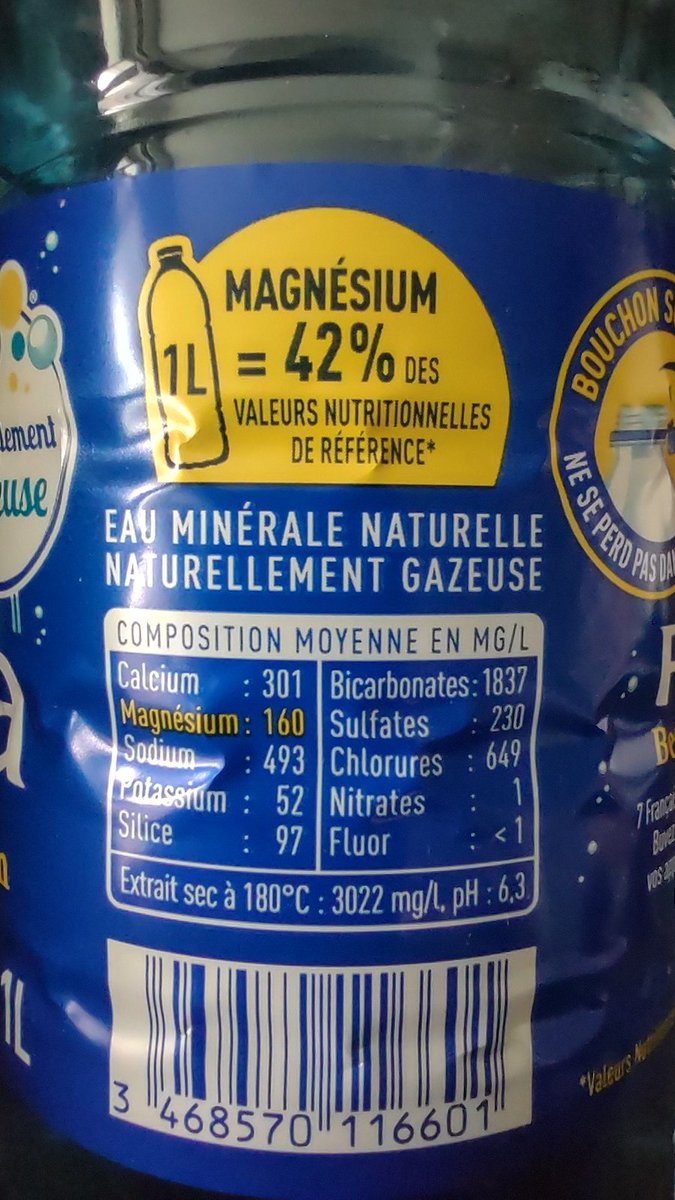 MAGNÉSIUM
1L = 42% DES
VALEURS NUTRITIONNELLES
DE RÉFÉRENCE*
EAU MINÉRALE NATURELLE
NATURELLEMENT GAZEUSE
COMPOSITION MOYENNE EN MG/L
Calcium : 301
Magnésium : 160
Sodium : 493
Potassium : 52
Silice : 97
Bicarbonates : 1837
Sulfates : 230
Chlorures : 649
Nitrates : 1
Fluor : < 1
Extrait sec à 180°C : 3022 mg/l, pH : 6,3
3 468570 116601
1L
BOUCHON
NE SE PERD PAS
*Valeurs